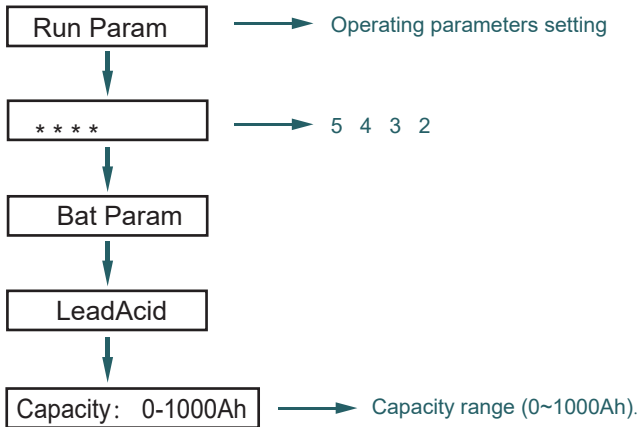 Run Param Operating parameters setting
**** 5 4 3 2
Bat Param
LeadAcid
Capacity: 0-1000Ah Capacity range (0~1000Ah).